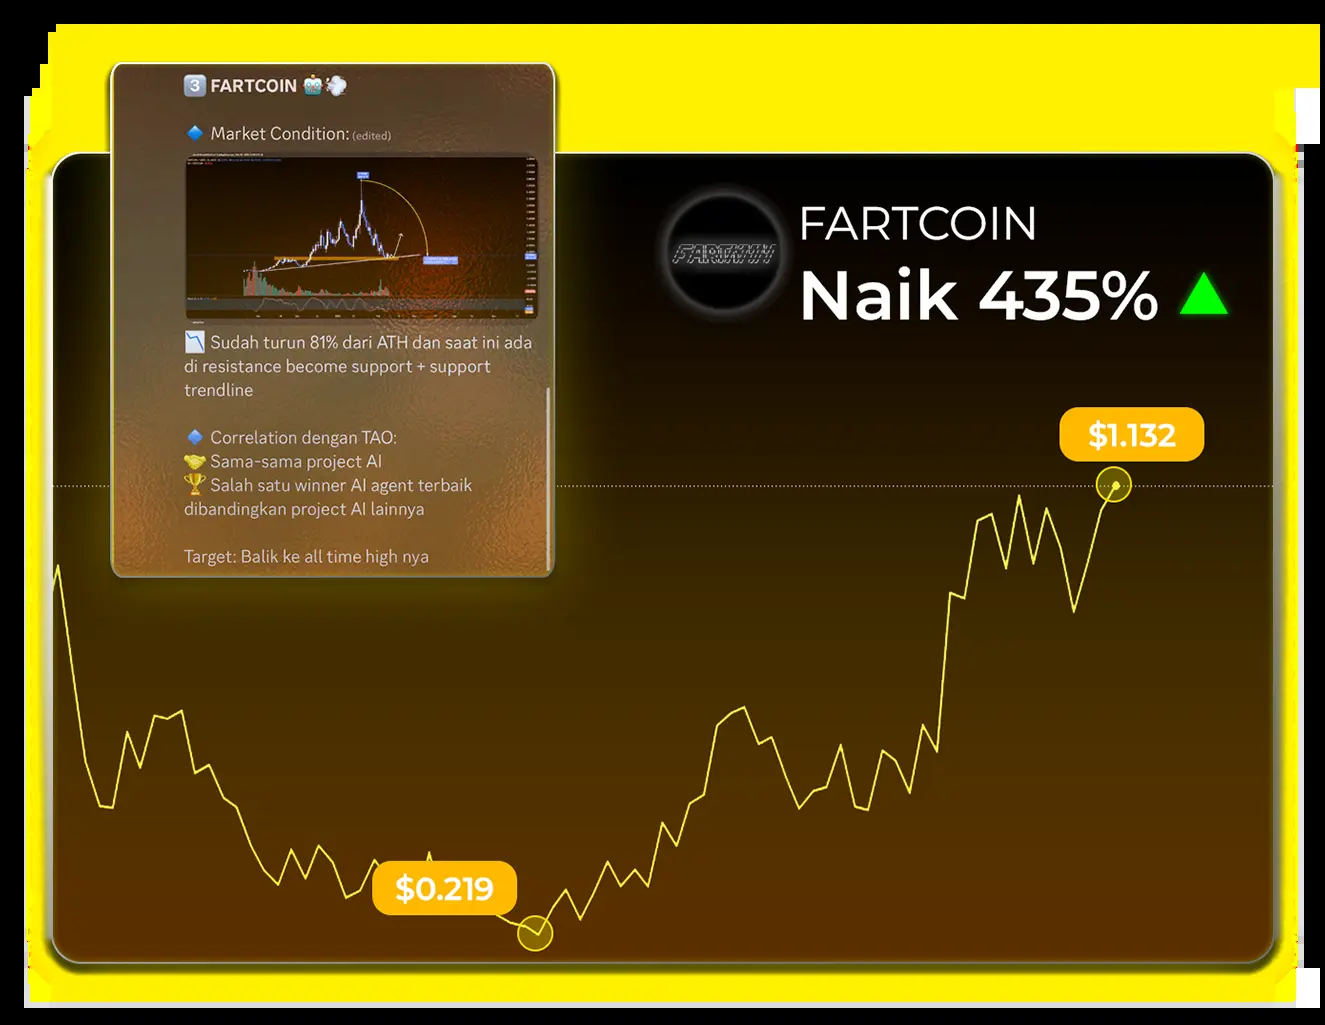 3 FARTCOIN
Market Condition: (edited)
Sudah turun 81% dari ATH dan saat ini ada
di resistance become support + support
trendline
Correlation dengan TAO:
Sama-sama project AI
Salah satu winner AI agent terbaik
dibandingkan project AI lainnya
Target: Balik ke all time high nya
FARTCOIN
Naik 435%
$1.132
$0.219